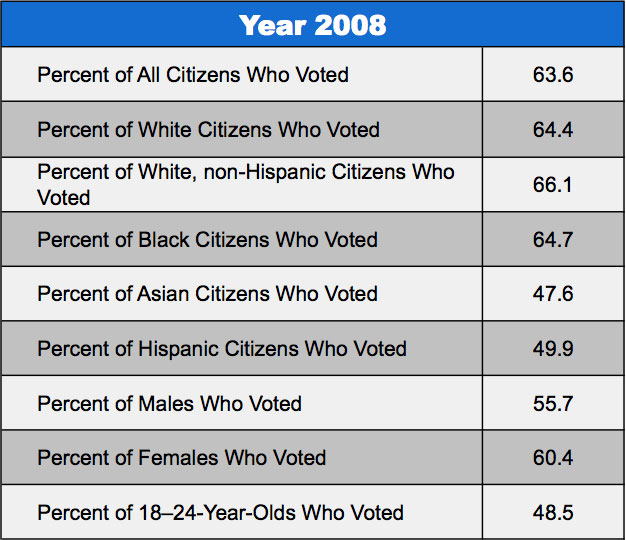 Year 2008
Percent of All Citizens Who Voted 63.6
Percent of White Citizens Who Voted 64.4
Percent of White, non-Hispanic Citizens Who
Voted 66.1
Percent of Black Citizens Who Voted 64.7
Percent of Asian Citizens Who Voted 47.6
Percent of Hispanic Citizens Who Voted 49.9
Percent of Males Who Voted 55.7
Percent of Females Who Voted 60.4
Percent of 18–24-Year-Olds Who Voted 48.5